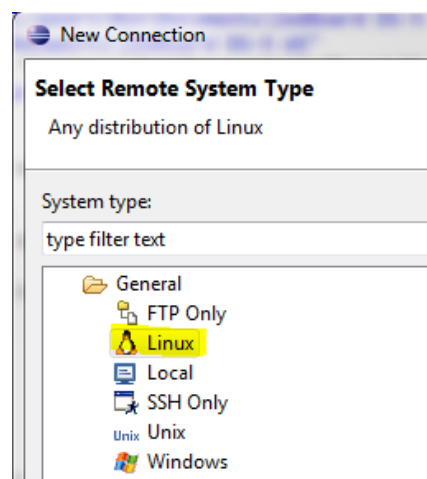 New Connection
Select Remote System Type
Any distribution of Linux
System type:
type filter text
General
FTP Only
Linux
Local
SSH Only
Unix Unix
Windows